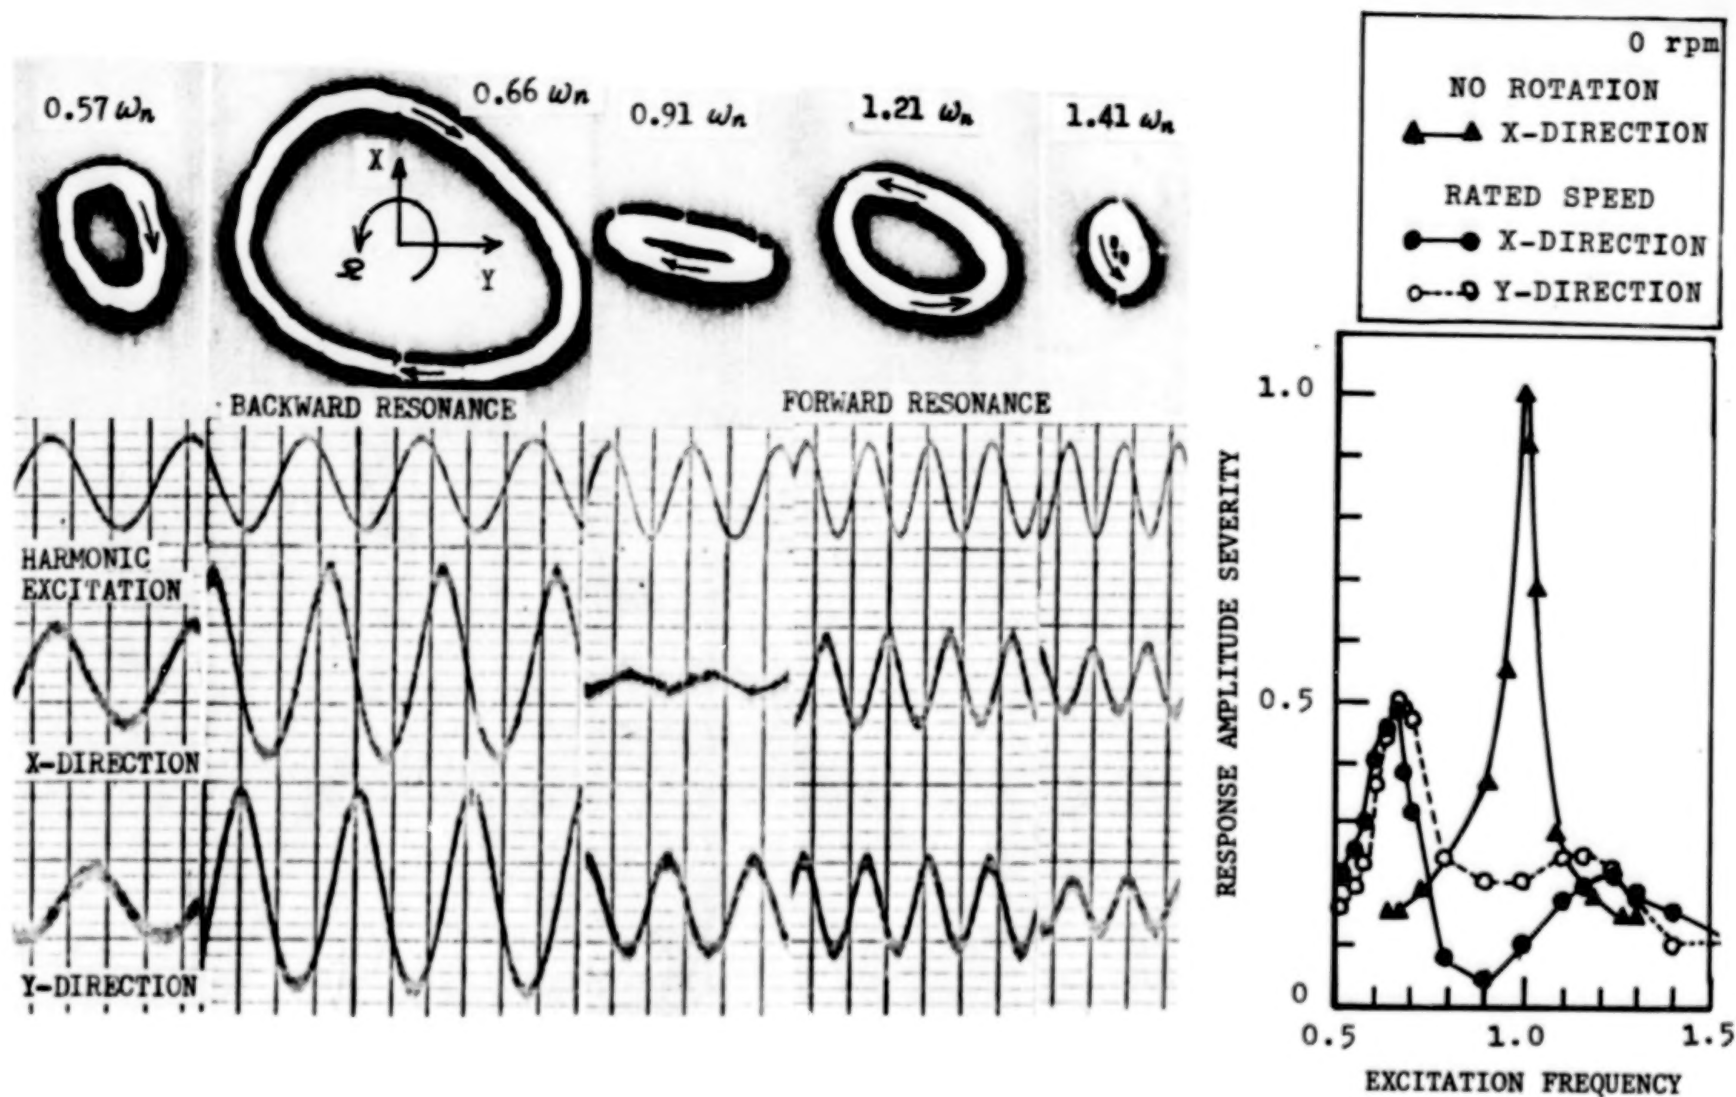 0.57 ωn
0.66 ωn
0.91 ωn
1.21 ωn
1.41 ωn
X
Y
Ω
BACKWARD RESONANCE
FORWARD RESONANCE
HARMONIC
EXCITATION
X-DIRECTION
Y-DIRECTION
0 rpm
NO ROTATION
X-DIRECTION
RATED SPEED
X-DIRECTION
Y-DIRECTION
RESPONSE AMPLITUDE SEVERITY
1.0
0.5
0
0.5
1.0
1.5
EXCITATION FREQUENCY